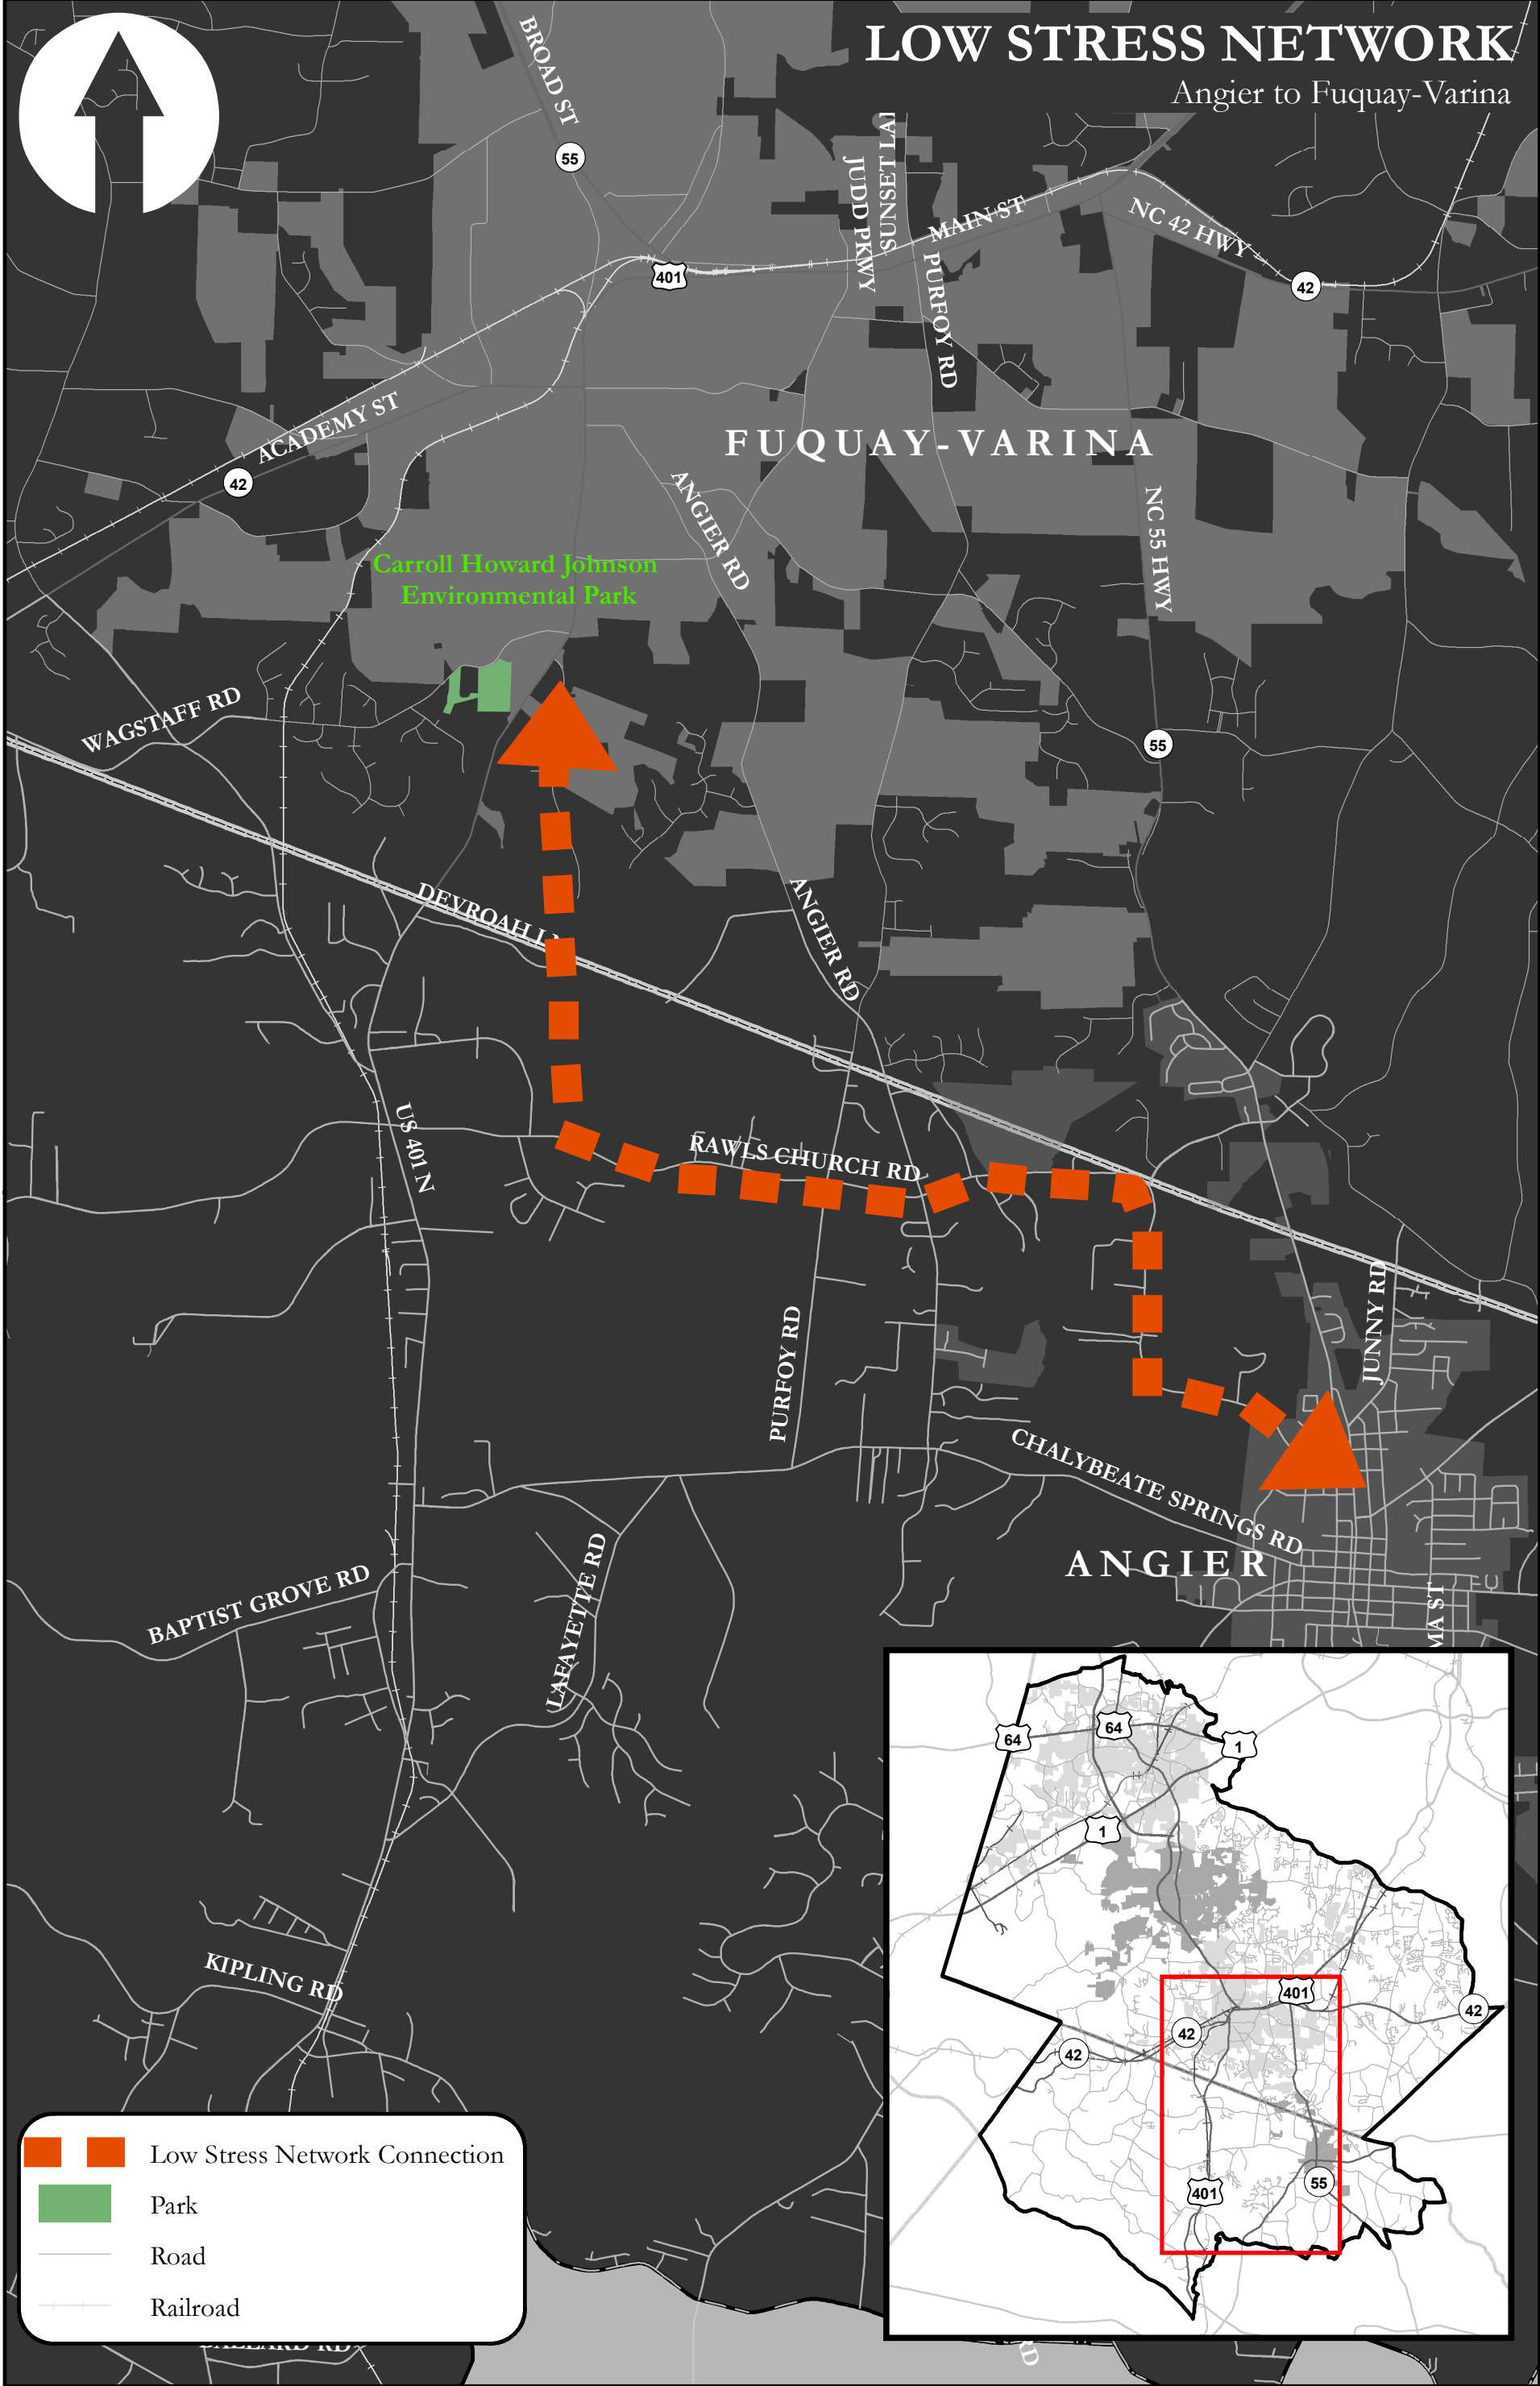 LOW STRESS NETWORK
Angier to Fuquay-Varina
BROAD ST
55
JUDD PKWY
MAIN ST
NC 42 HWY
401
42
PURFOY RD
ACADEMY ST
42
FUQUAY-VARINA
ANGIER RD
NC 55 HWY
Carroll Howard Johnson
Environmental Park
WAGSTAFF RD
55
DEVROAH
ANGIER RD
US 401 N
RAWLS CHURCH RD
PURFOY RD
JUNNY RD
CHALYBEATE SPRINGS RD
ANGIER
BAPTIST GROVE RD
LAFAYETTE RD
KIPLING RD
64
64
1
1
401
42
42
42
401
55
Low Stress Network Connection
Park
Road
Railroad
RD